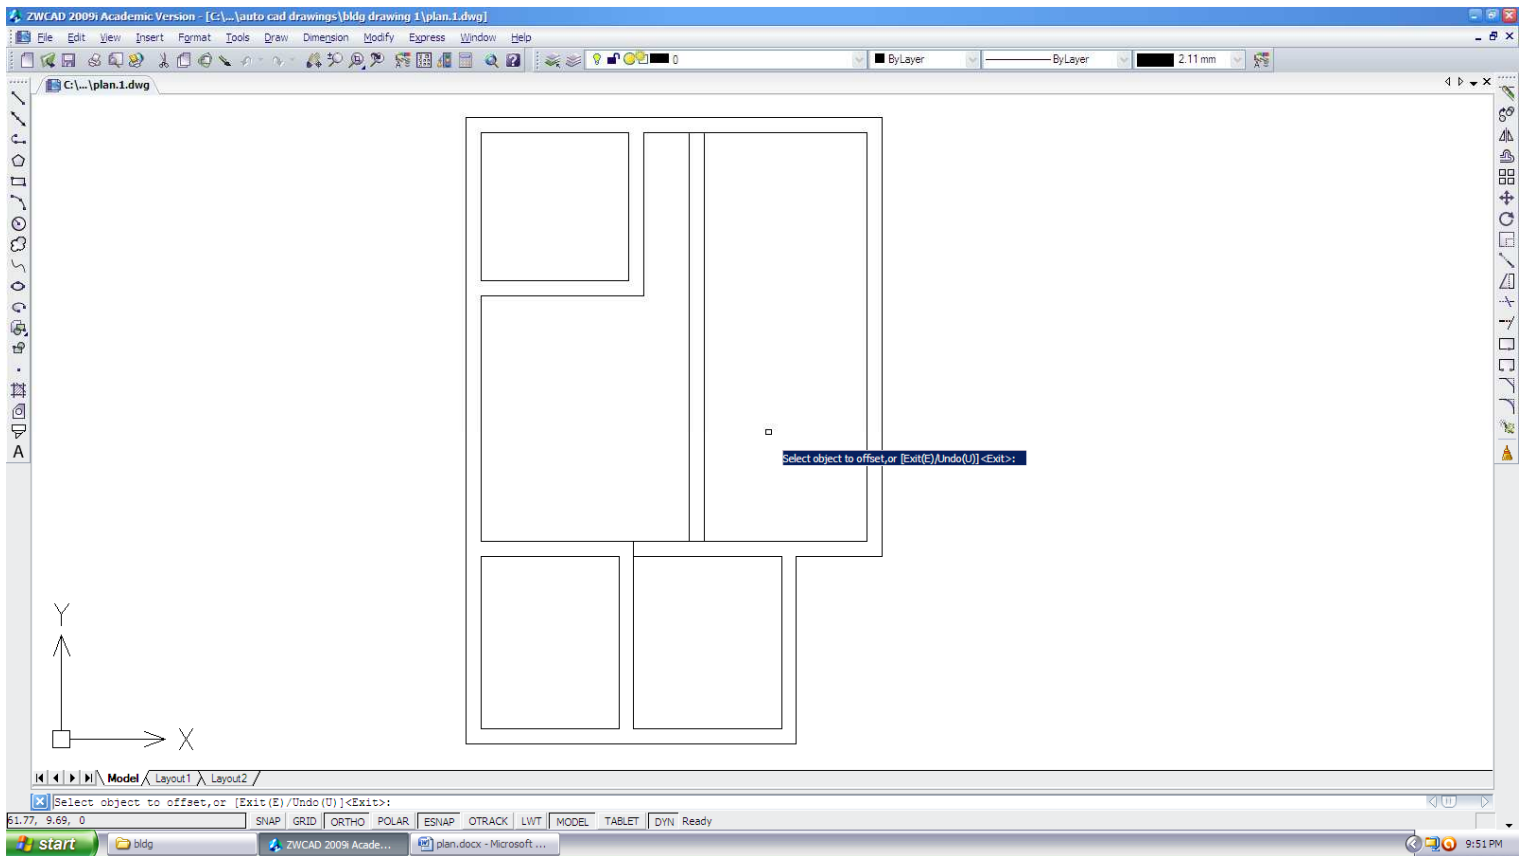 ZWCAD 2009i Academic Version - [C:\...\auto cad drawings\bldg drawing 1\plan.1.dwg]
File Edit View Insert Format Tools Draw Dimension Modify Express Window Help
0 ByLayer ByLayer 2.11 mm
C:\...\plan.1.dwg
Select object to offset,or [Exit(E)/Undo(U)]<Exit>:
Y
X
A
Model Layout1 Layout2
Select object to offset,or [Exit(E)/Undo(U)]<Exit>:
61.77, 9.69, 0 SNAP GRID ORTHO POLAR ESNAP OTRACK LWT MODEL TABLET DYN Ready
start bldg ZWCAD 2009i Acade... plan.docx - Microsoft ... 9:51 PM